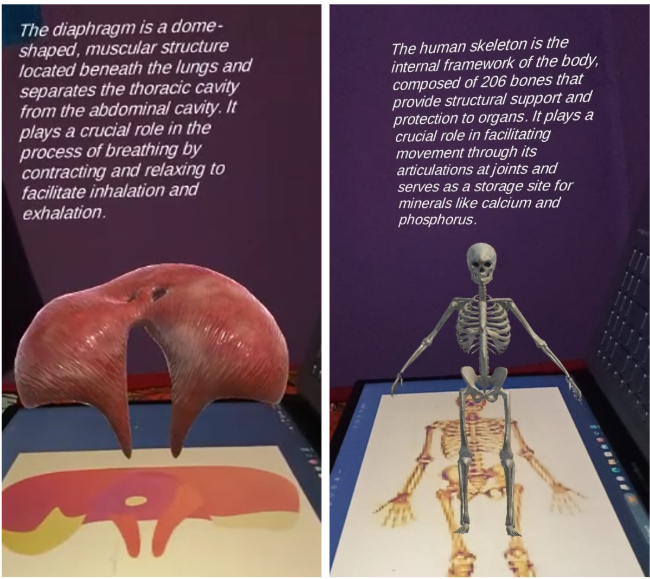 The diaphragm is a dome-
shaped, muscular structure
located beneath the lungs and
separates the thoracic cavity
from the abdominal cavity. It
plays a crucial role in the
process of breathing by
contracting and relaxing to
facilitate inhalation and
exhalation.
The human skeleton is the
internal framework of the body,
composed of 206 bones that
provide structural support and
protection to organs. It plays a
crucial role in facilitating
movement through its
articulations at joints and
serves as a storage site for
minerals like calcium and
phosphorus.